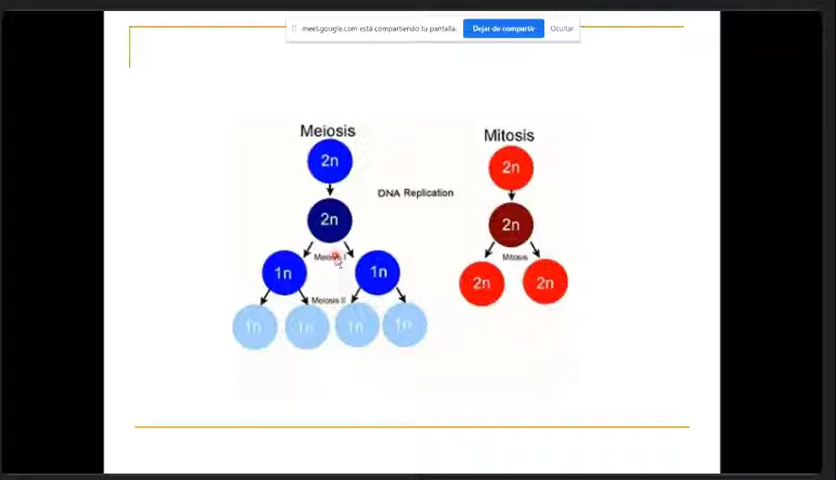 meet.google.com está compartiendo tu pantalla.
Dejar de compartir
Ocultar
Meiosis
2n
DNA Replication
2n
Meiosis I
1n
1n
Meiosis II
1n
1n
1n
1n
Mitosis
2n
2n
Mitosis
2n
2n